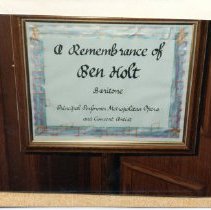 A Remembrance of
Ben Holt
Baritone
Principal Performer Metropolitan Opera
and Concert Artist